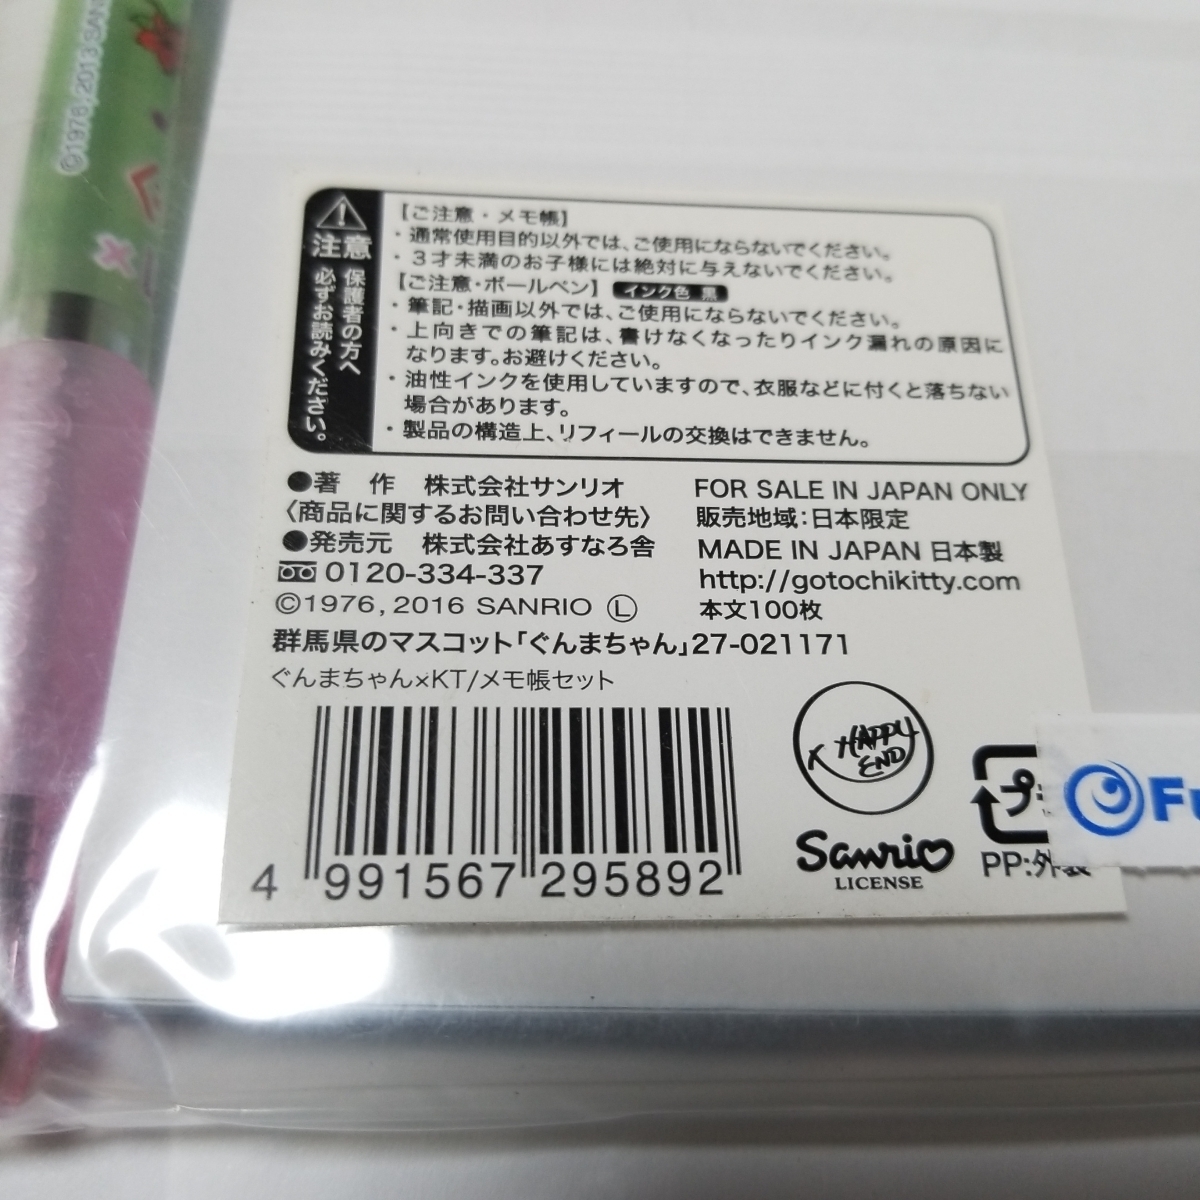 ©1976, 2013 SAN
注意
保護者の方へ
必ずお読みください。
【ご注意・メモ帳】
・通常使用目的以外では、ご使用にならないでください。
・3才未満のお子様には絶対に与えないでください。
【ご注意・ボールペン】 インク色 黒
・筆記・描画以外では、ご使用にならないでください。
・上向きでの筆記は、書けなくなったりインク漏れの原因に
なります。お避けください。
・油性インクを使用していますので、衣服などに付くと落ちない
場合があります。
・製品の構造上、リフィールの交換はできません。
●著 作 株式会社サンリオ
〈商品に関するお問い合わせ先〉
●発売元 株式会社あすなろ舎
0120-334-337
©1976, 2016 SANRIO Ⓛ
FOR SALE IN JAPAN ONLY
販売地域:日本限定
MADE IN JAPAN 日本製
http://gotochikitty.com
本文100枚
群馬県のマスコット「ぐんまちゃん」27-021171
ぐんまちゃん×KT/メモ帳セット
4 991567 295892
HAPPY
END
Sanrio
LICENSE
プ
PP:外装
Fu